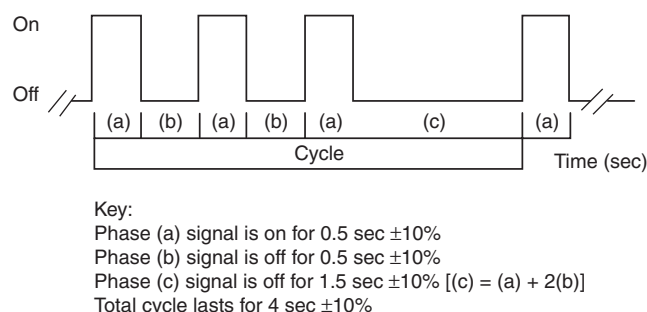 On
Off
(a) (b) (a) (b) (a) (c) (a)
Cycle
Time (sec)
Key:
Phase (a) signal is on for 0.5 sec ±10%
Phase (b) signal is off for 0.5 sec ±10%
Phase (c) signal is off for 1.5 sec ±10% [(c) = (a) + 2(b)]
Total cycle lasts for 4 sec ±10%